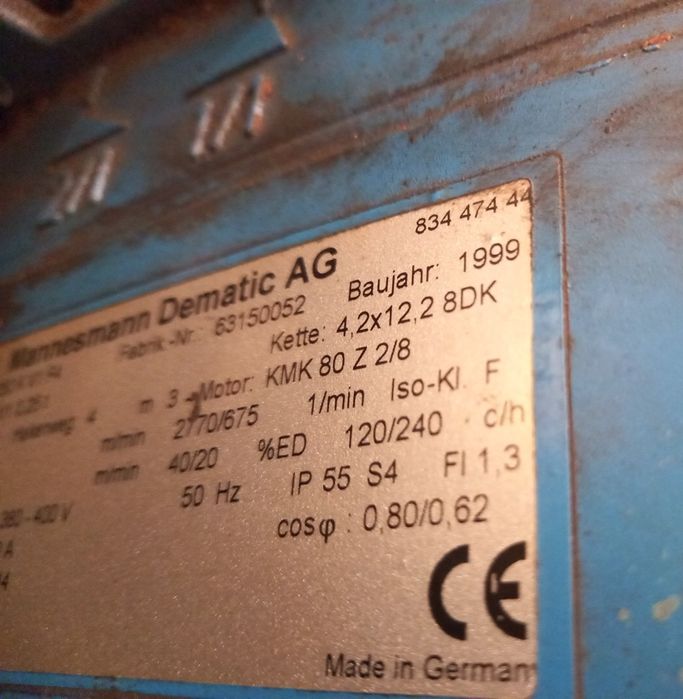 834 474 44
Mannesmann Dematic AG
Fabrik -Nr. 63150052 Baujahr: 1999
Kette: 4,2x12,2 8DK
Hakenweg 4 m 3~Motor: KMK 80 Z 2/8
m/min 2770/675 1/min Iso-Kl. F
m/min 40/20 %ED 120/240 c/h
50 Hz IP 55 S4 FI 1,3
380 - 400 V cosφ : 0,80/0,62
A
CE
Made in German